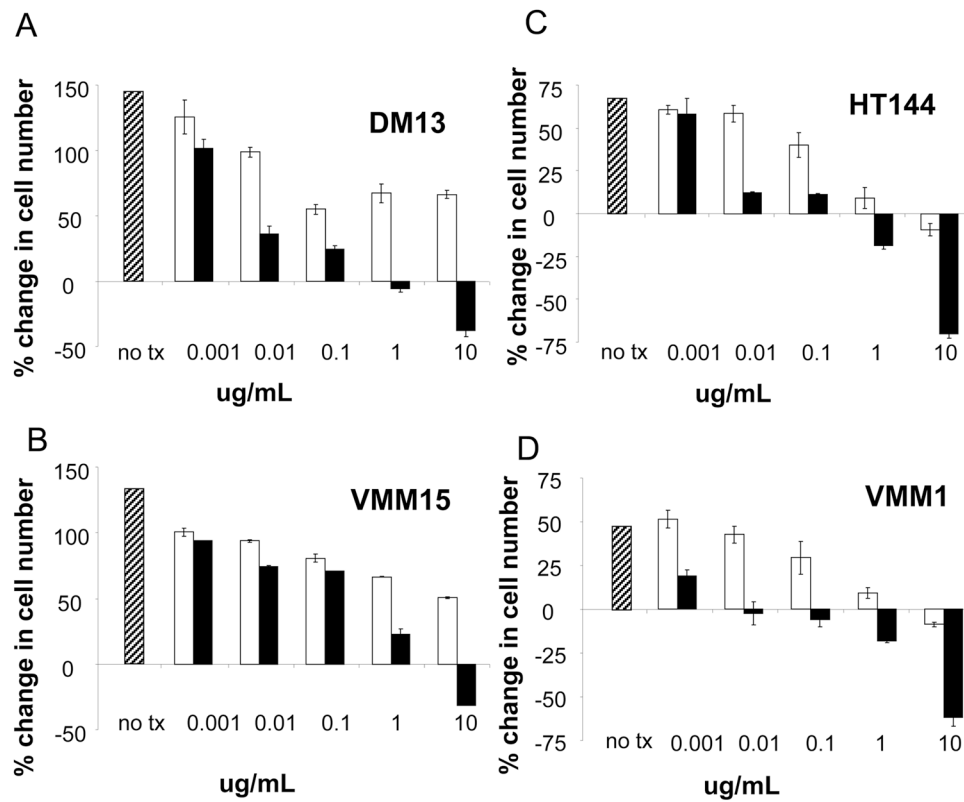 A
% change in cell number
150
100
50
0
-50
DM13
no tx 0.001 0.01 0.1 1 10
ug/mL
B
% change in cell number
150
100
50
0
-50
VMM15
no tx 0.001 0.01 0.1 1 10
ug/mL
C
% change in cell number
75
50
25
0
-25
-50
-75
HT144
no tx 0.001 0.01 0.1 1 10
ug/mL
D
% change in cell number
75
50
25
0
-25
-50
-75
VMM1
no tx 0.001 0.01 0.1 1 10
ug/mL